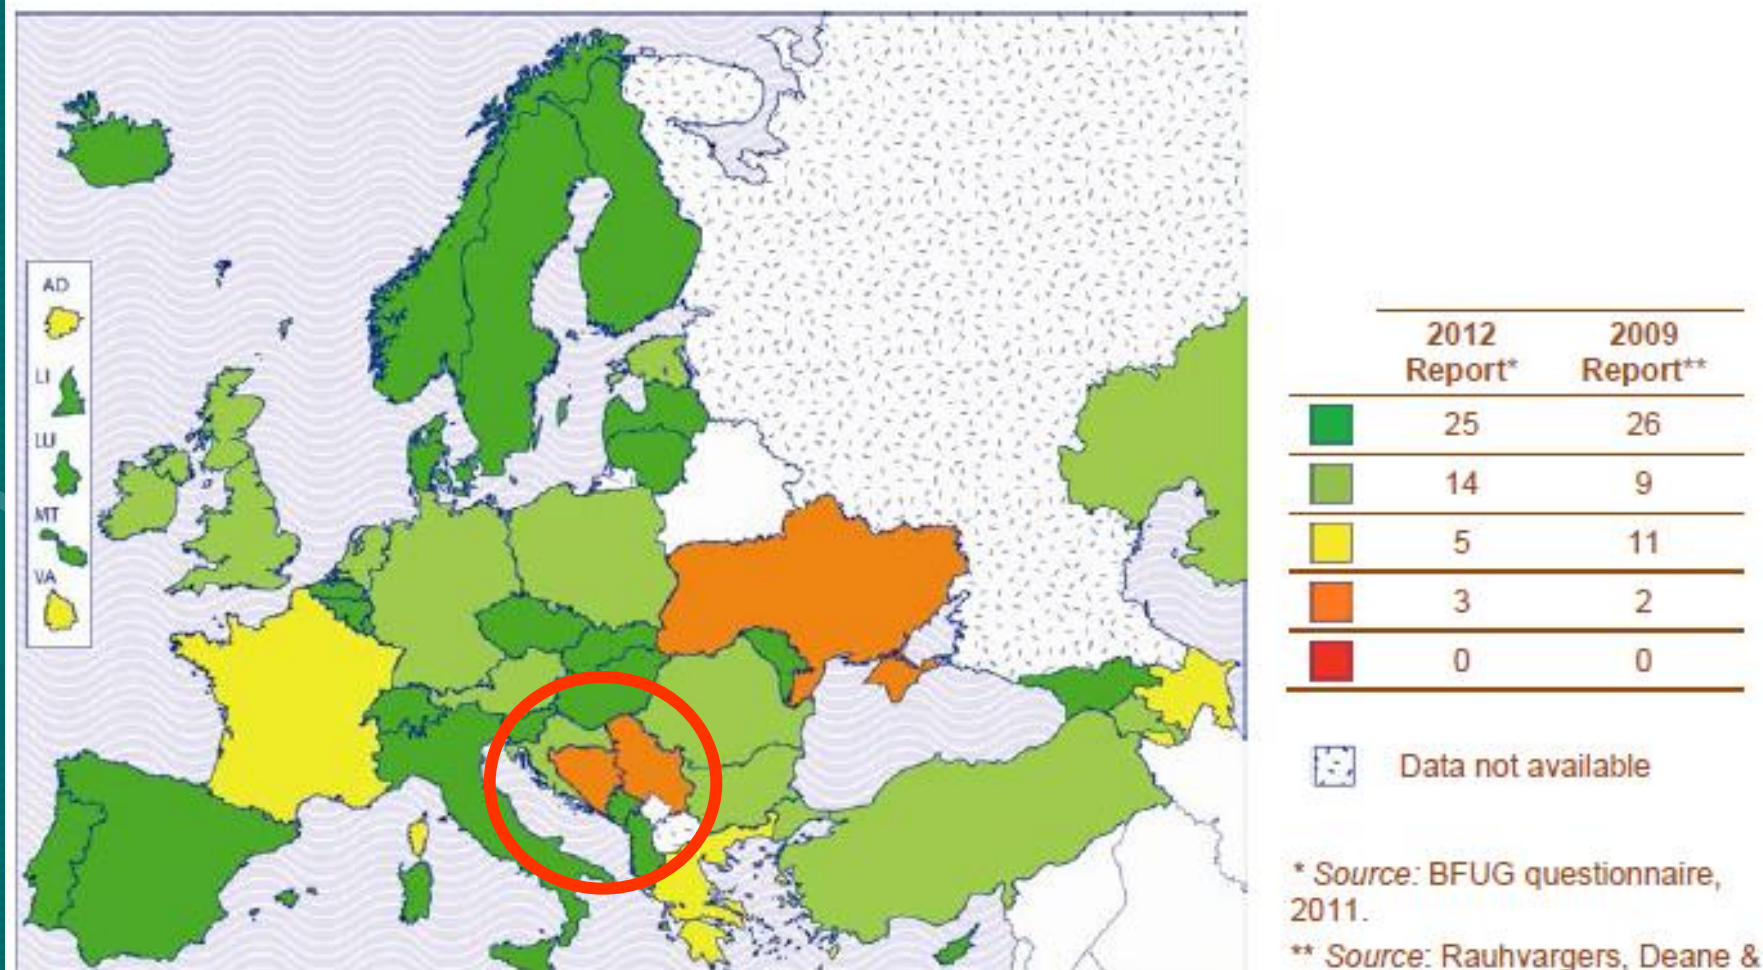 AD
LI
LU
MT
VA
2012 2009
Report* Report**
25 26
14 9
5 11
3 2
0 0
Data not available
* Source: BFUG questionnaire,
2011.
** Source: Rauhvargers, Deane &